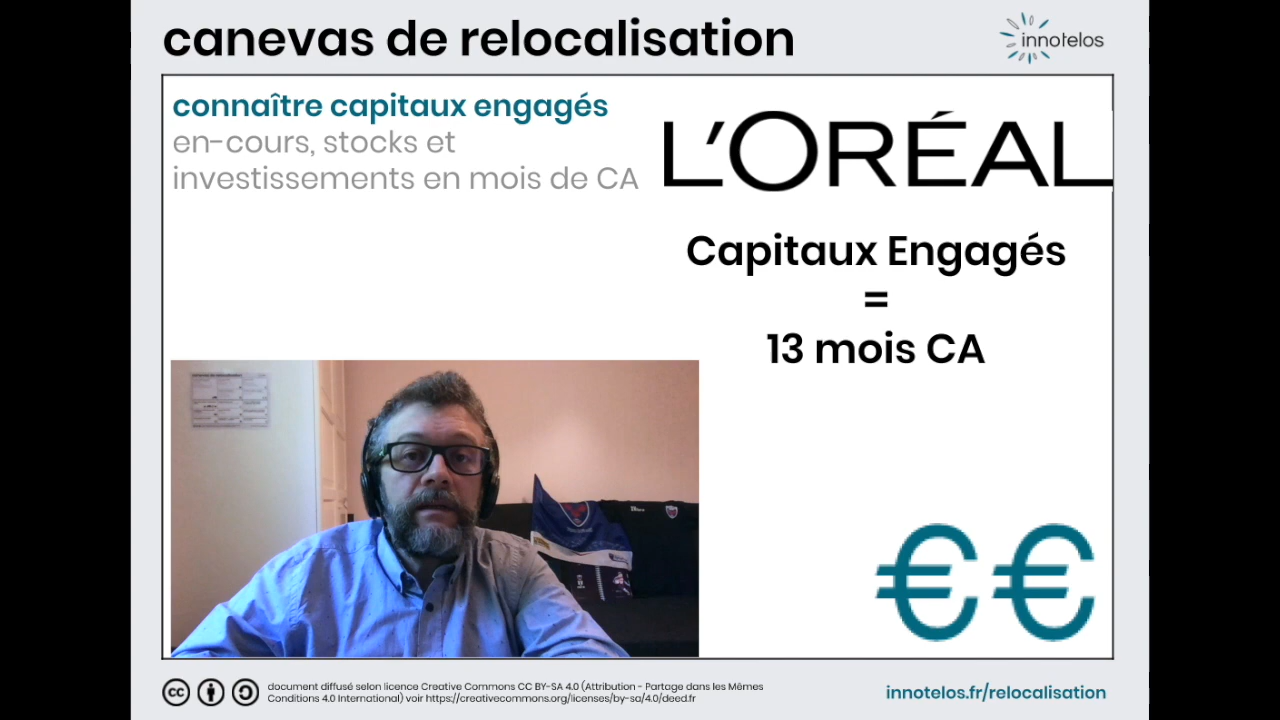 canevas de relocalisation
innotelos
connaître capitaux engagés
en-cours, stocks et
investissements en mois de CA
L'ORÉAL
Capitaux Engagés
=
13 mois CA
€€
document diffusé selon licence Creative Commons CC BY-SA 4.0 (Attribution - Partage dans les Mêmes
Conditions 4.0 International) voir https://creativecommons.org/licenses/by-sa/4.0/deed.fr
innotelos.fr/relocalisation